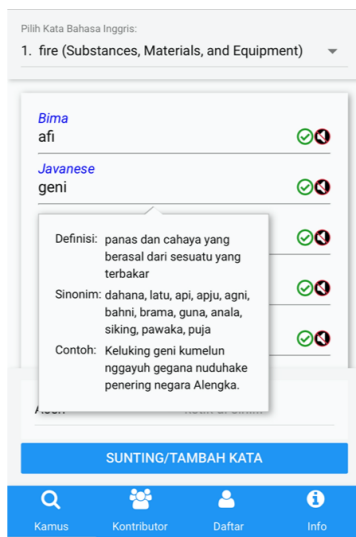 Pilih Kata Bahasa Inggris:
1. fire (Substances, Materials, and Equipment)
Bima
afi
Javanese
geni
Definisi: panas dan cahaya yang
berasal dari sesuatu yang
terbakar
Sinonim: dahana, latu, api, apju, agni,
bahni, brama, guna, anala,
siking, pawaka, puja
Contoh: Keluking geni kumelun
nggayuh gegana nuduhake
penering negara Alengka.
SUNTING/TAMBAH KATA
Kamus Kontributor Daftar Info